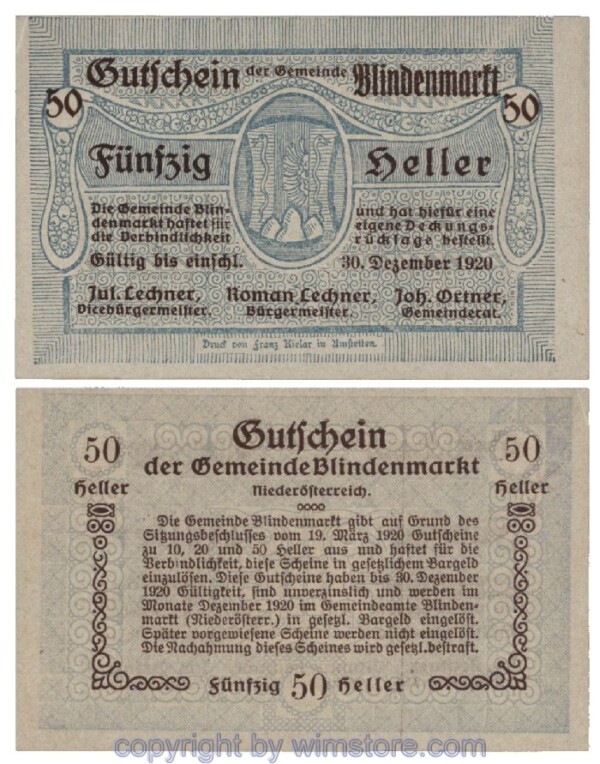 Gutschein der Gemeinde Blindenmarkt
50 50
Fünfzig Heller
Die Gemeinde Blin-
denmarkt haftet für
die Verbindlichkeit
und hat hiefür eine
eigene Deckungs-
rücklage bestellt.
Gültig bis einschl. 30. Dezember 1920
Jul. Lechner, Roman Lechner, Joh. Ortner,
Vicebürgermeister. Bürgermeister. Gemeinderat.
Druck von Franz Kielar in Amstetten.
Gutschein
50 50
der Gemeinde Blindenmarkt
Heller Heller
Niederösterreich.
Die Gemeinde Blindenmarkt gibt auf Grund des
Sitzungsbeschlusses vom 19. März 1920 Gutscheine
zu 10, 20 und 50 Heller aus und haftet für die
Verbindlichkeit, diese Scheine in gesetzlichem Bargeld
einzulösen. Diese Gutscheine haben bis 30. Dezember
1920 Gültigkeit, sind unverzinslich und werden im
Monate Dezember 1920 im Gemeindeamte Blinden-
markt (Niederösterr.) in gesetzl. Bargeld eingelöst.
Später vorgewiesene Scheine werden nicht eingelöst.
Die Nachahmung dieses Scheines wird gesetzl. bestraft.
Fünfzig 50 Heller
copyright by wimstore.com